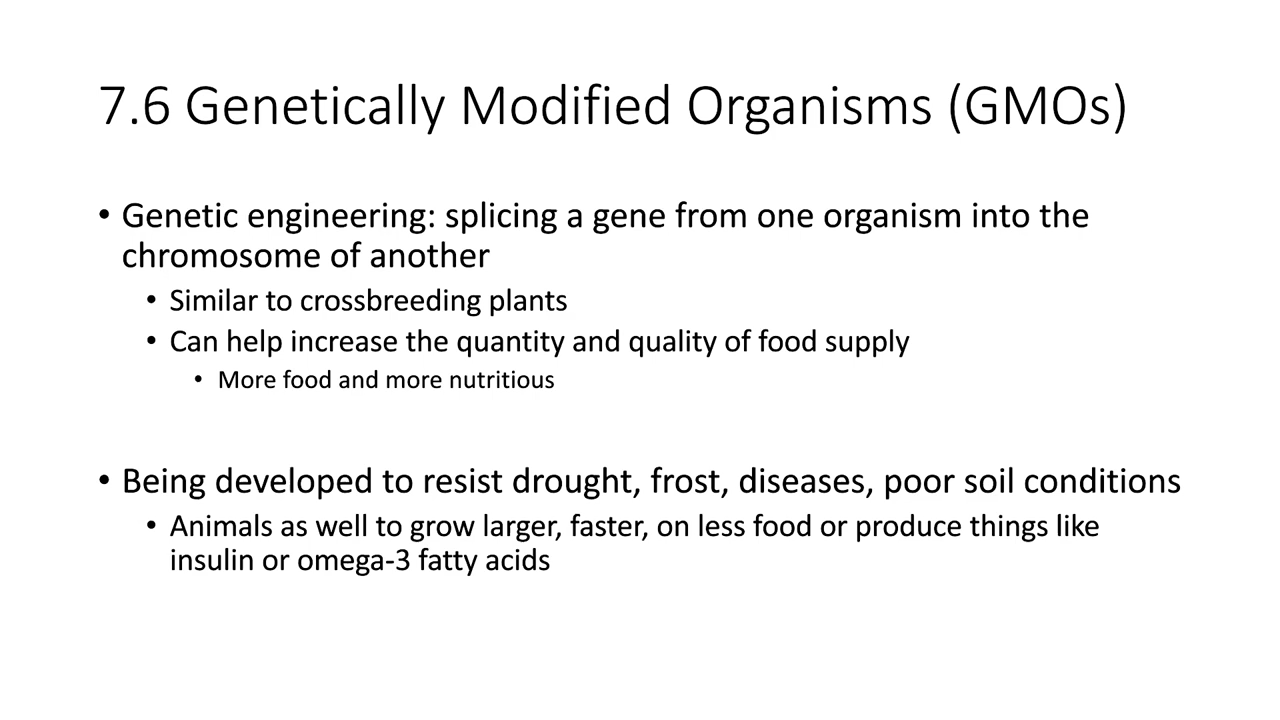 7.6 Genetically Modified Organisms (GMOs)
• Genetic engineering: splicing a gene from one organism into the
chromosome of another
• Similar to crossbreeding plants
• Can help increase the quantity and quality of food supply
• More food and more nutritious
• Being developed to resist drought, frost, diseases, poor soil conditions
• Animals as well to grow larger, faster, on less food or produce things like
insulin or omega-3 fatty acids